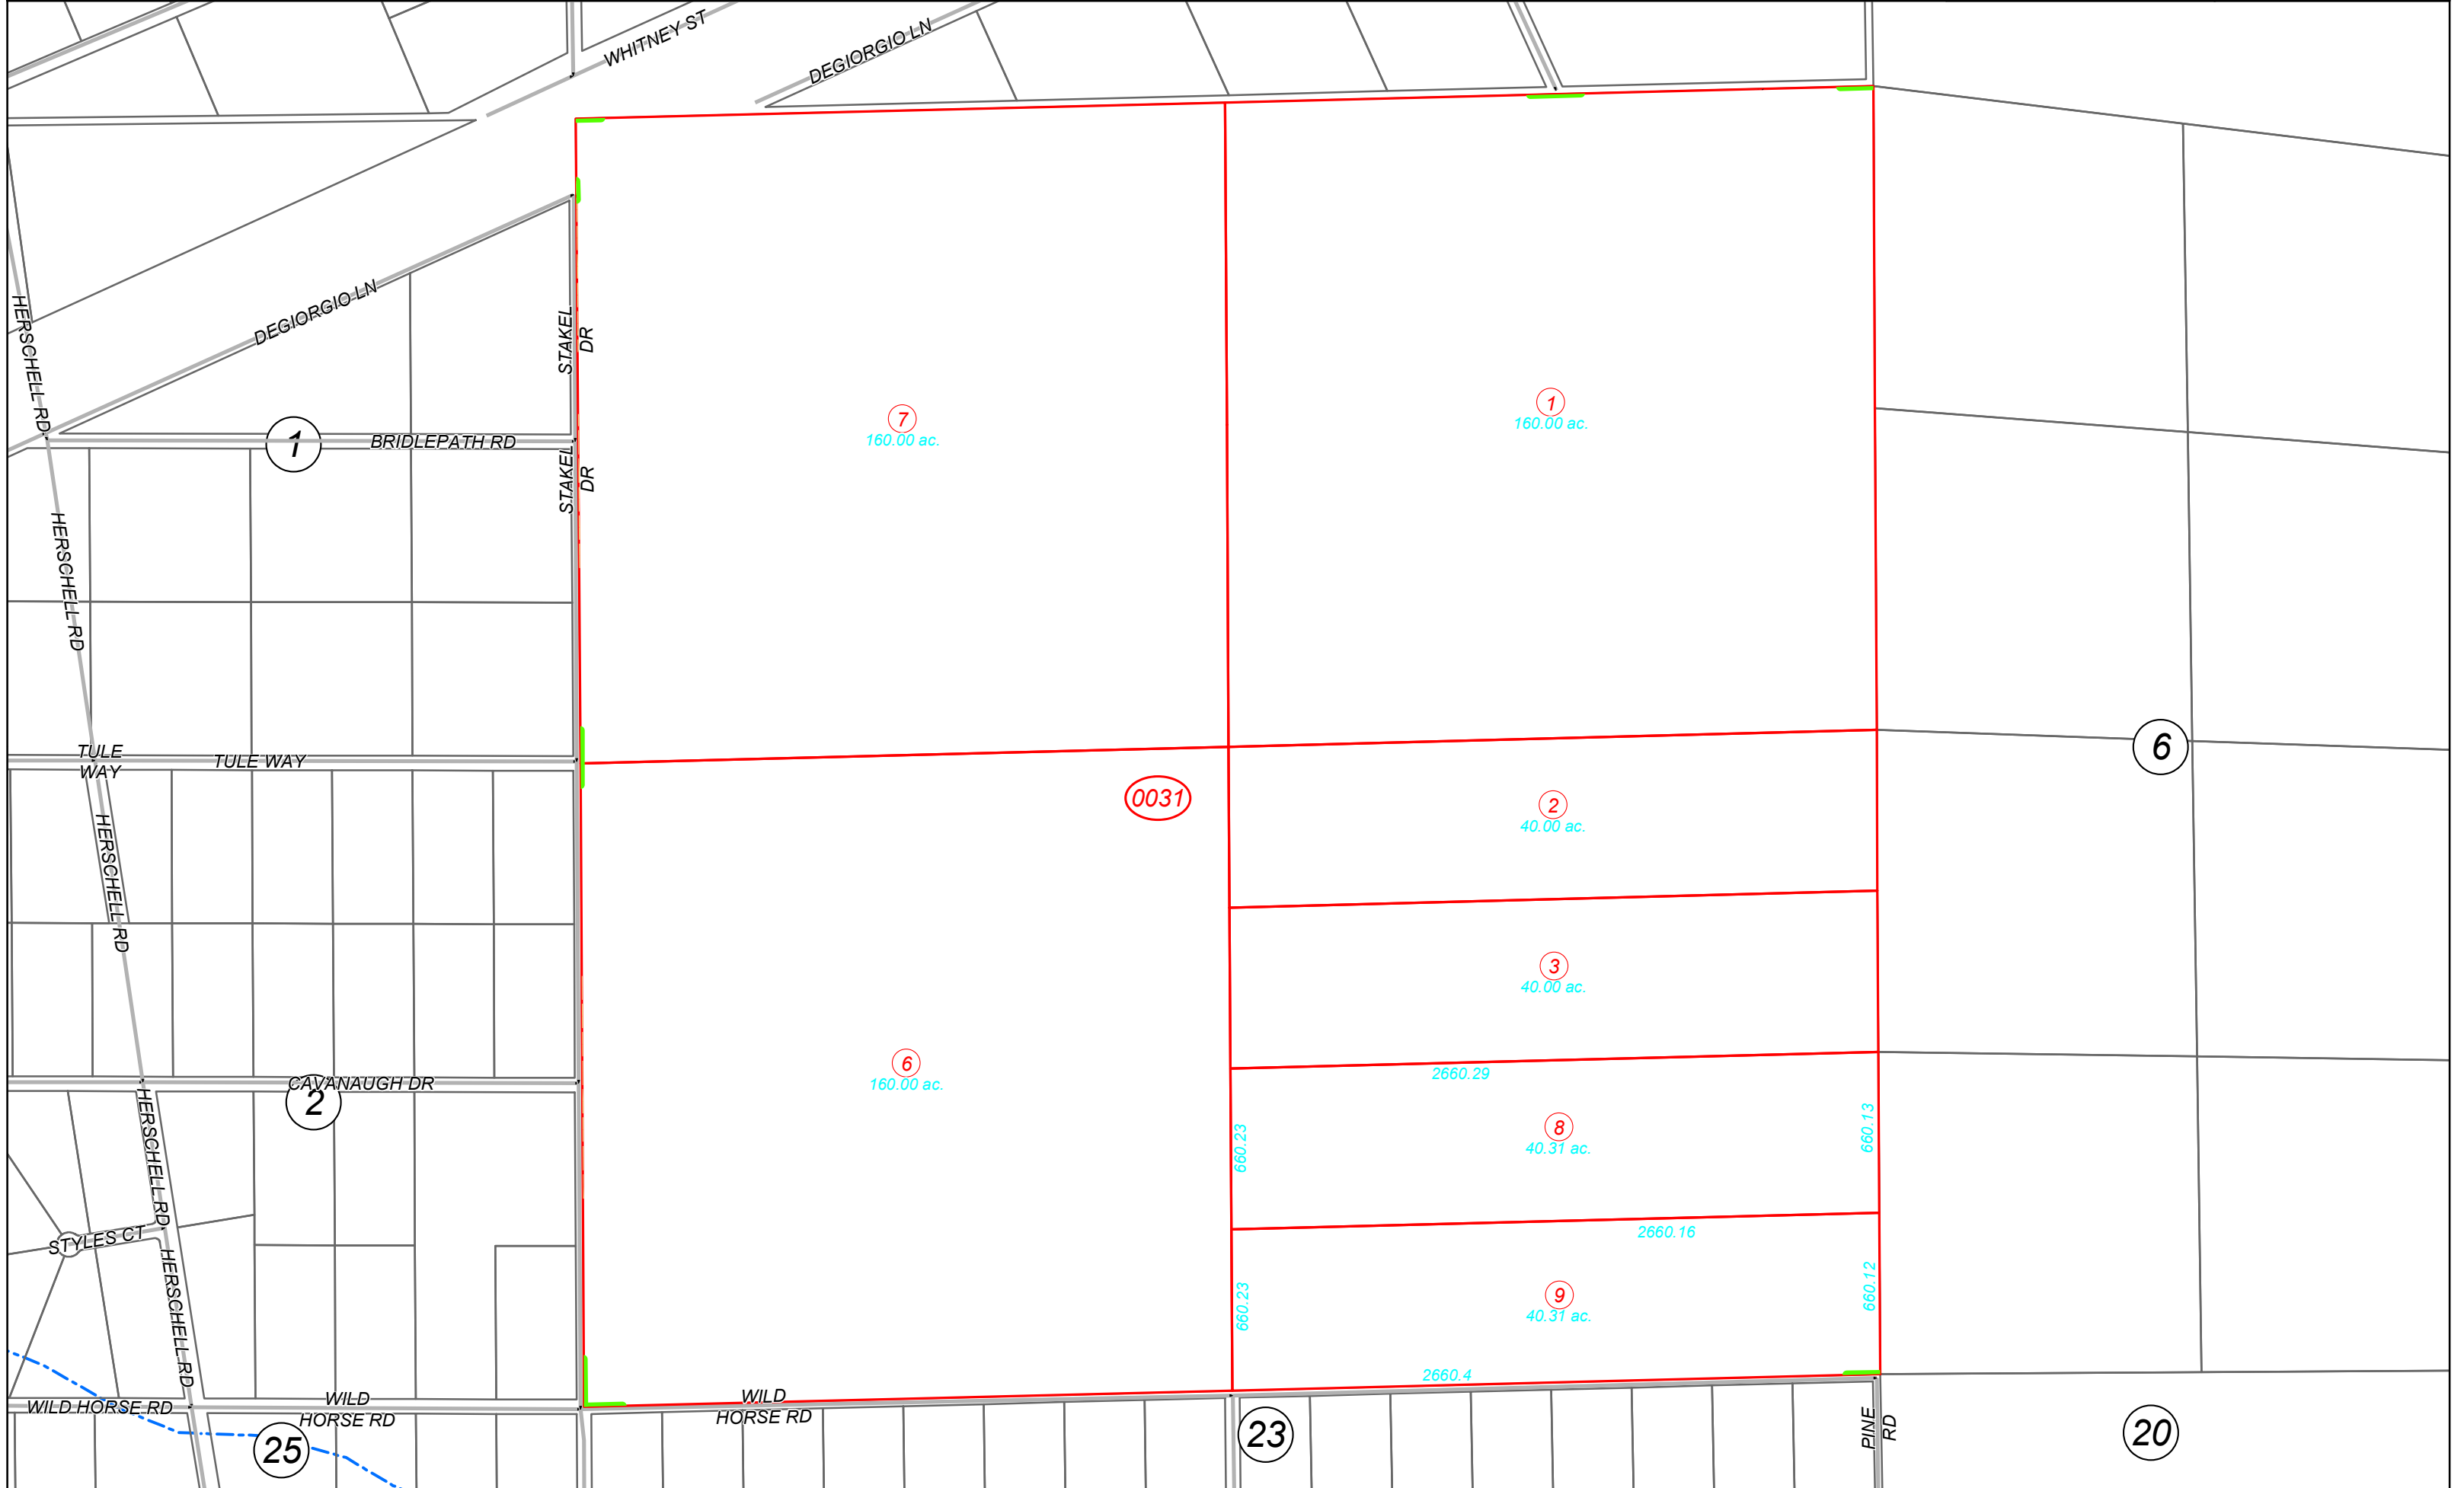 WHITNEY ST
DEGIORGIO LN
HERSCHELL RD
DEGIORGIO LN
STAKEL
DR
7
160.00 ac.
1
160.00 ac.
1
BRIDLEPATH RD
STAKEL
DR
HERSCHELL RD
TULE
WAY
TULE WAY
6
0031
2
40.00 ac.
HERSCHELL RD
3
40.00 ac.
6
160.00 ac.
2660.29
CAVANAUGH DR
2
HERSCHELL RD
660.23
8
40.31 ac.
660.13
STYLES CT
2660.16
HERSCHELL RD
660.23
9
40.31 ac.
660.12
2660.4
WILD HORSE RD
WILD
HORSE RD
WILD
HORSE RD
25
23
PINE
RD
20